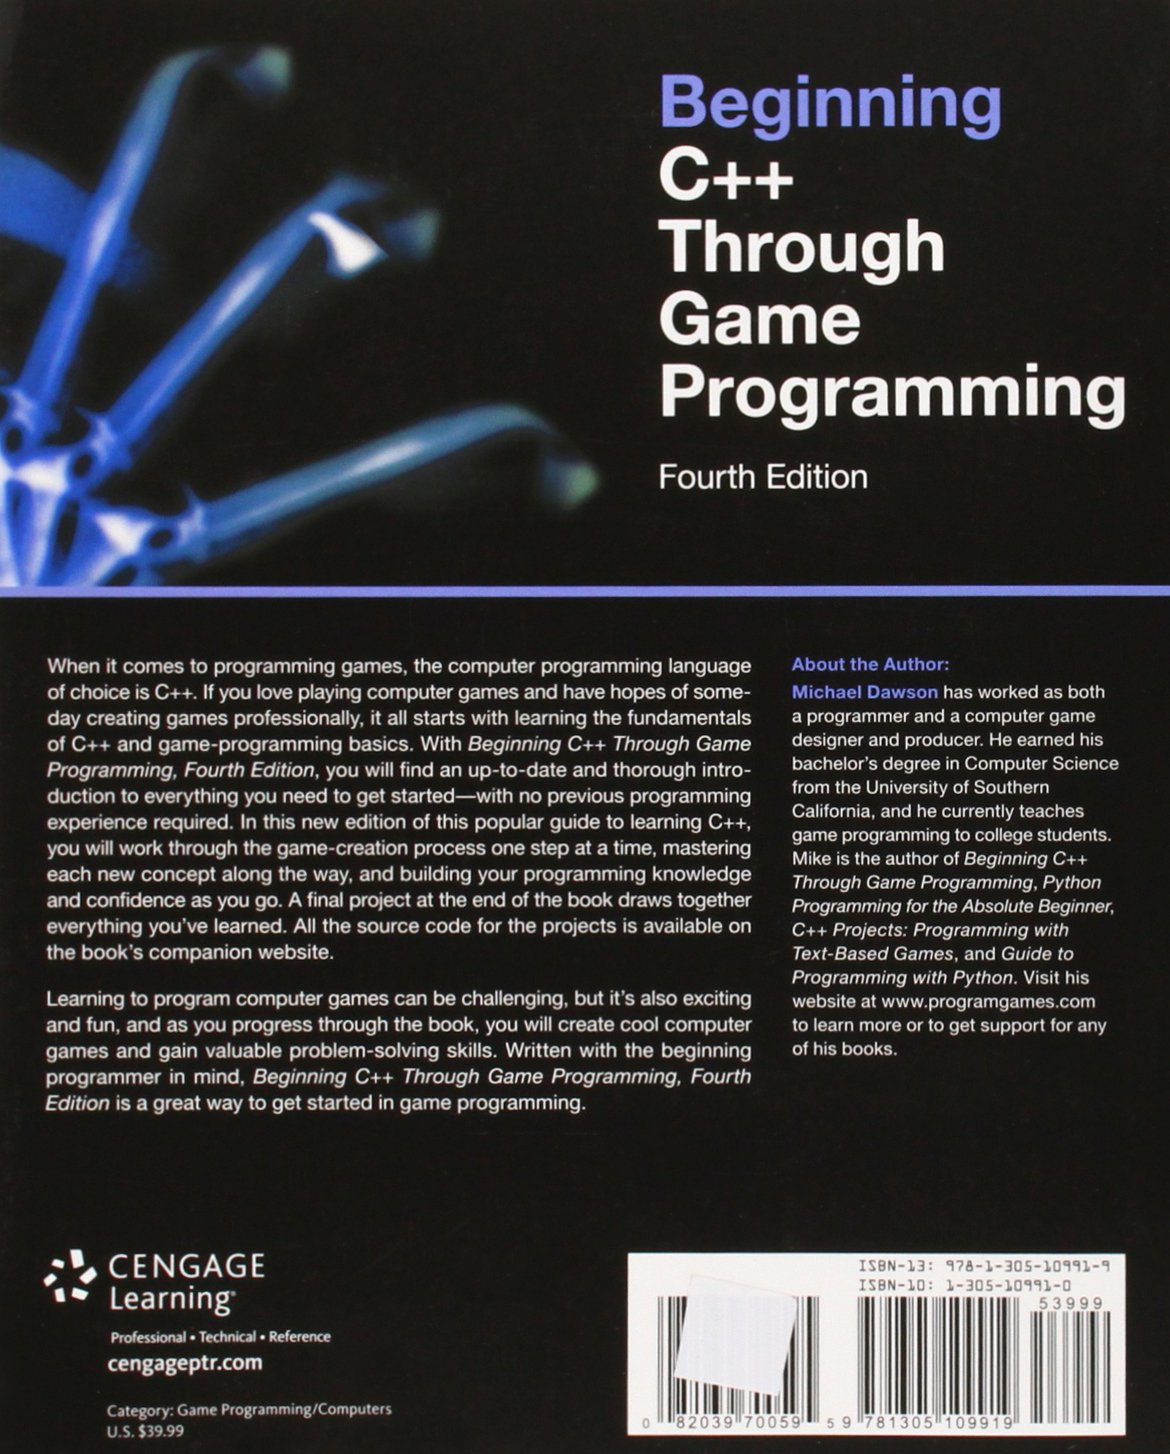 Beginning
C++
Through
Game
Programming
Fourth Edition
When it comes to programming games, the computer programming language
of choice is C++. If you love playing computer games and have hopes of some-
day creating games professionally, it all starts with learning the fundamentals
of C++ and game-programming basics. With Beginning C++ Through Game
Programming, Fourth Edition, you will find an up-to-date and thorough intro-
duction to everything you need to get started—with no previous programming
experience required. In this new edition of this popular guide to learning C++,
you will work through the game-creation process one step at a time, mastering
each new concept along the way, and building your programming knowledge
and confidence as you go. A final project at the end of the book draws together
everything you've learned. All the source code for the projects is available on
the book's companion website.
Learning to program computer games can be challenging, but it's also exciting
and fun, and as you progress through the book, you will create cool computer
games and gain valuable problem-solving skills. Written with the beginning
programmer in mind, Beginning C++ Through Game Programming, Fourth
Edition is a great way to get started in game programming.
About the Author:
Michael Dawson has worked as both
a programmer and a computer game
designer and producer. He earned his
bachelor's degree in Computer Science
from the University of Southern
California, and he currently teaches
game programming to college students.
Mike is the author of Beginning C++
Through Game Programming, Python
Programming for the Absolute Beginner,
C++ Projects: Programming with
Text-Based Games, and Guide to
Programming with Python. Visit his
website at www.programgames.com
to learn more or to get support for any
of his books.
CENGAGE
Learning®
Professional • Technical • Reference
cengageptr.com
Category: Game Programming/Computers
U.S. $39.99
ISBN-13: 978-1-305-10991-9
ISBN-10: 1-305-10991-0
53999
0 82039 70059 5
9 781305 109919